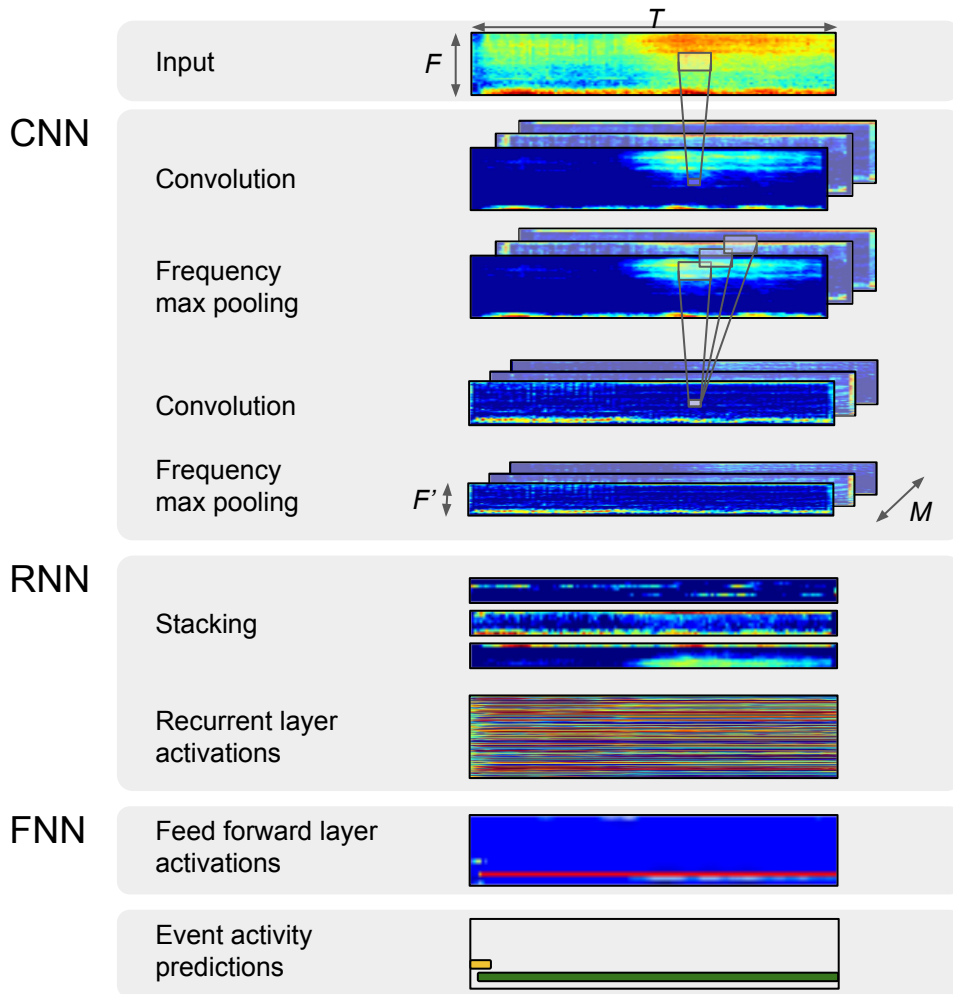 T
Input
F
CNN
Convolution
Frequency
max pooling
Convolution
Frequency
max pooling
F'
M
RNN
Stacking
Recurrent layer
activations
FNN
Feed forward layer
activations
Event activity
predictions